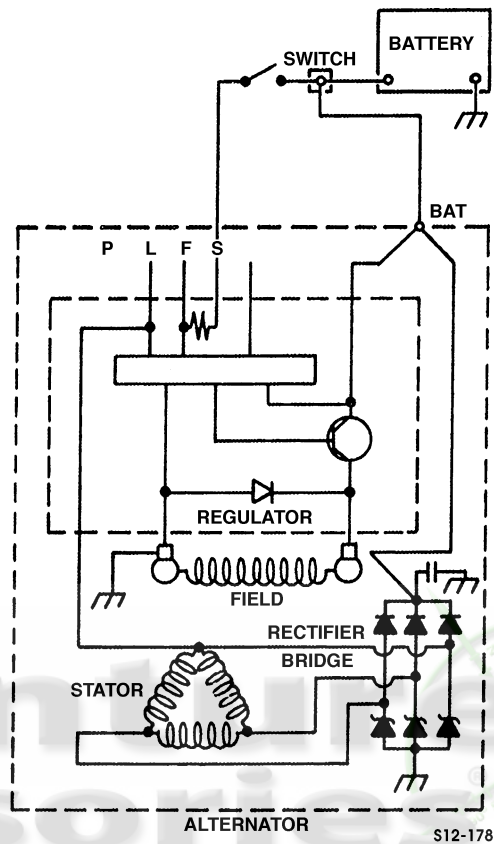 BATTERY
SWITCH
BAT
P L F S
REGULATOR
FIELD
RECTIFIER
BRIDGE
STATOR
ALTERNATOR
S12-178